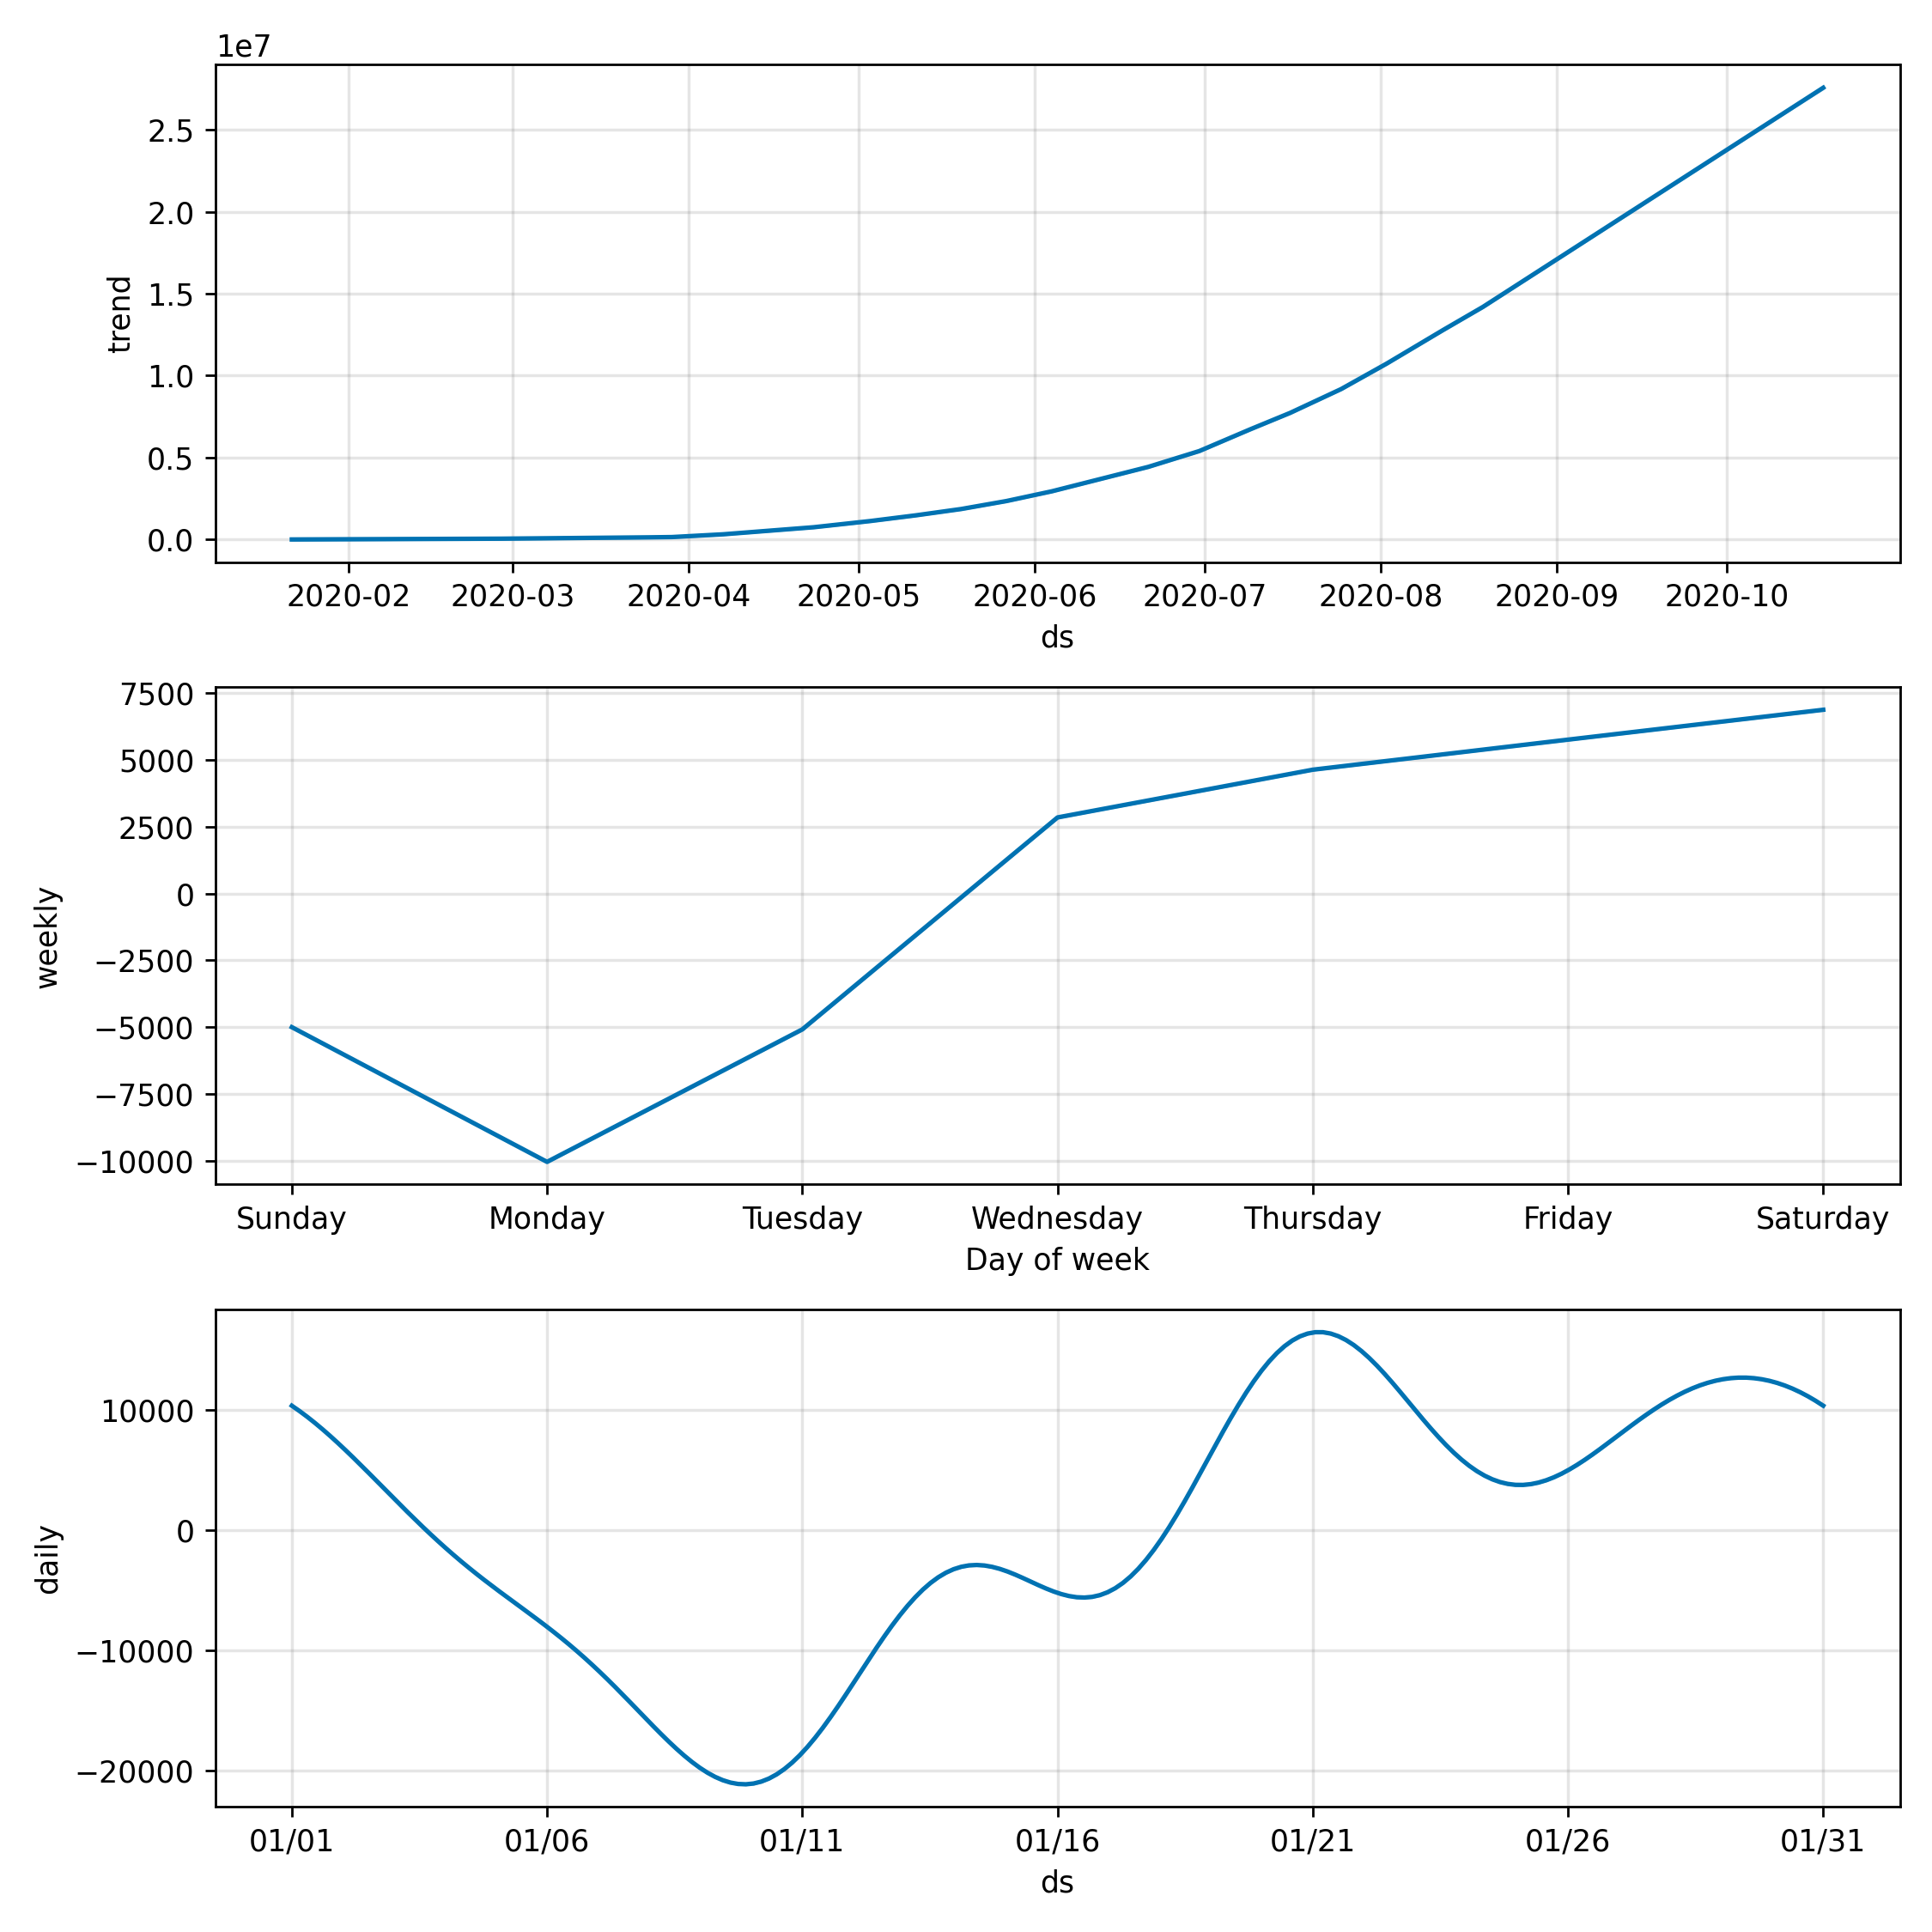 1e7
2.5
2.0
1.5
1.0
0.5
0.0
trend
2020-02 2020-03 2020-04 2020-05 2020-06 2020-07 2020-08 2020-09 2020-10
ds
7500
5000
2500
0
−2500
−5000
−7500
−10000
weekly
Sunday Monday Tuesday Wednesday Thursday Friday Saturday
Day of week
10000
0
−10000
−20000
daily
01/01 01/06 01/11 01/16 01/21 01/26 01/31
ds